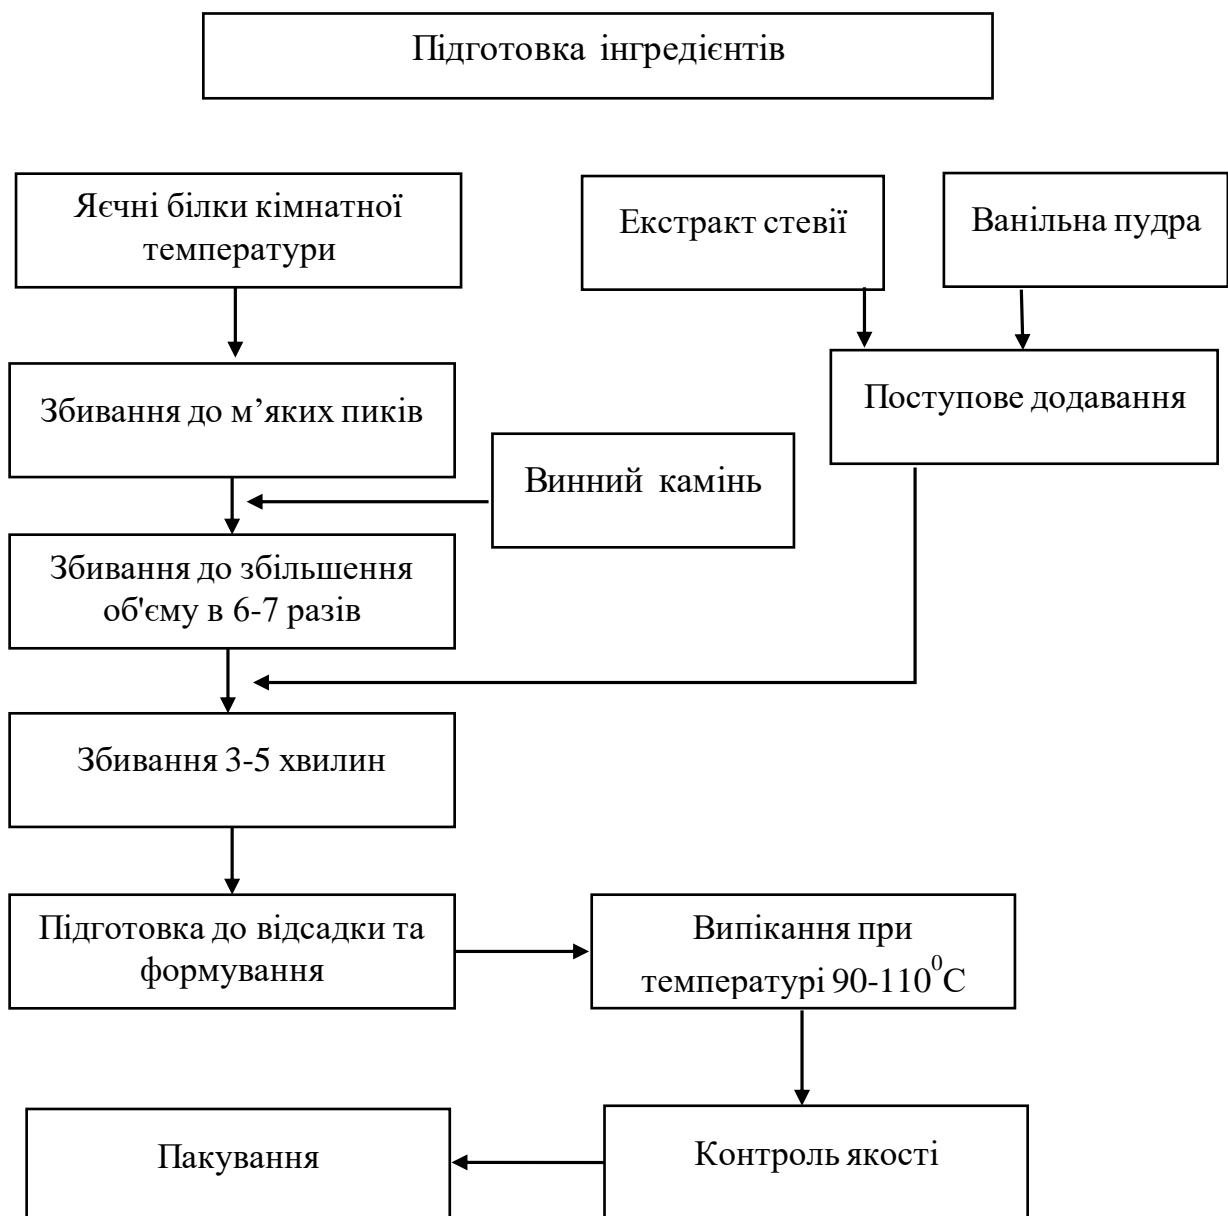 Підготовка інгредієнтів
Яєчні білки кімнатної
температури
Екстракт стевії
Ванільна пудра
Збивання до м’яких пиків
Поступове додавання
Винний камінь
Збивання до збільшення
об'єму в 6-7 разів
Збивання 3-5 хвилин
Підготовка до відсадки та
формування
Випікання при
температурі 90-110⁰С
Контроль якості
Пакування